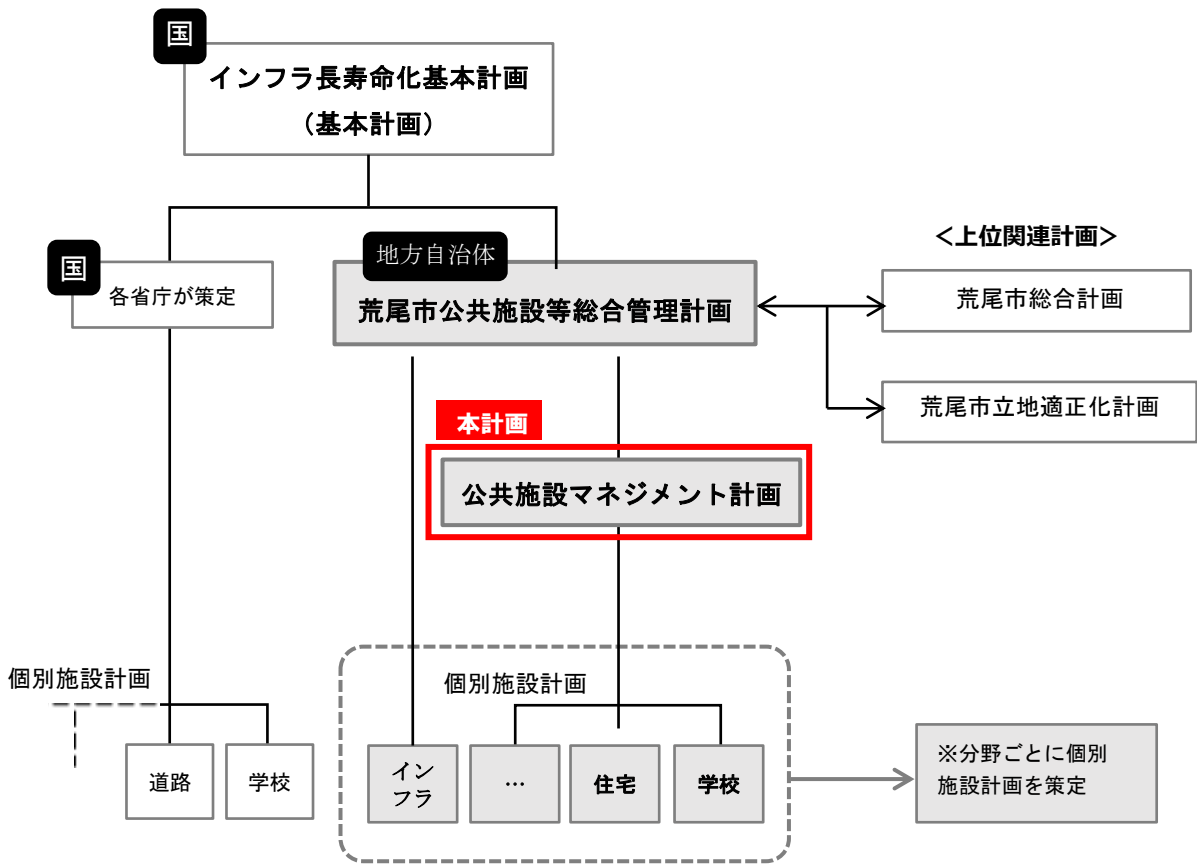 国
インフラ長寿命化基本計画
（基本計画）
国
各省庁が策定
地方自治体
荒尾市公共施設等総合管理計画
＜上位関連計画＞
荒尾市総合計画
荒尾市立地適正化計画
本計画
公共施設マネジメント計画
個別施設計画
道路
学校
個別施設計画
イン
フラ
…
住宅
学校
※分野ごとに個別
施設計画を策定